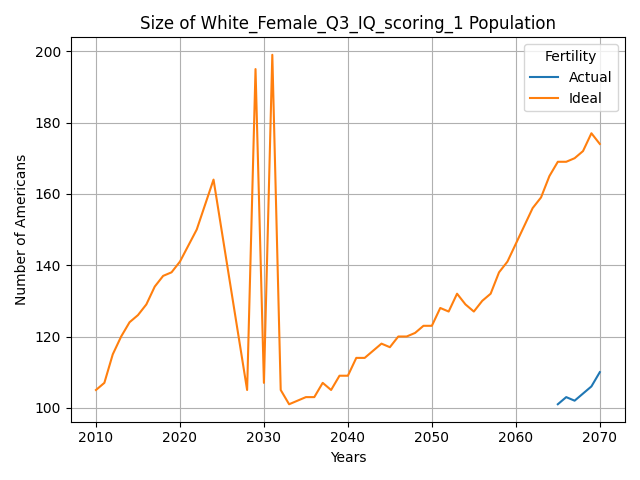 Size of White_Female_Q3_IQ_scoring_1 Population
Fertility
Actual
Ideal
Number of Americans
200
180
160
140
120
100
2010 2020 2030 2040 2050 2060 2070
Years